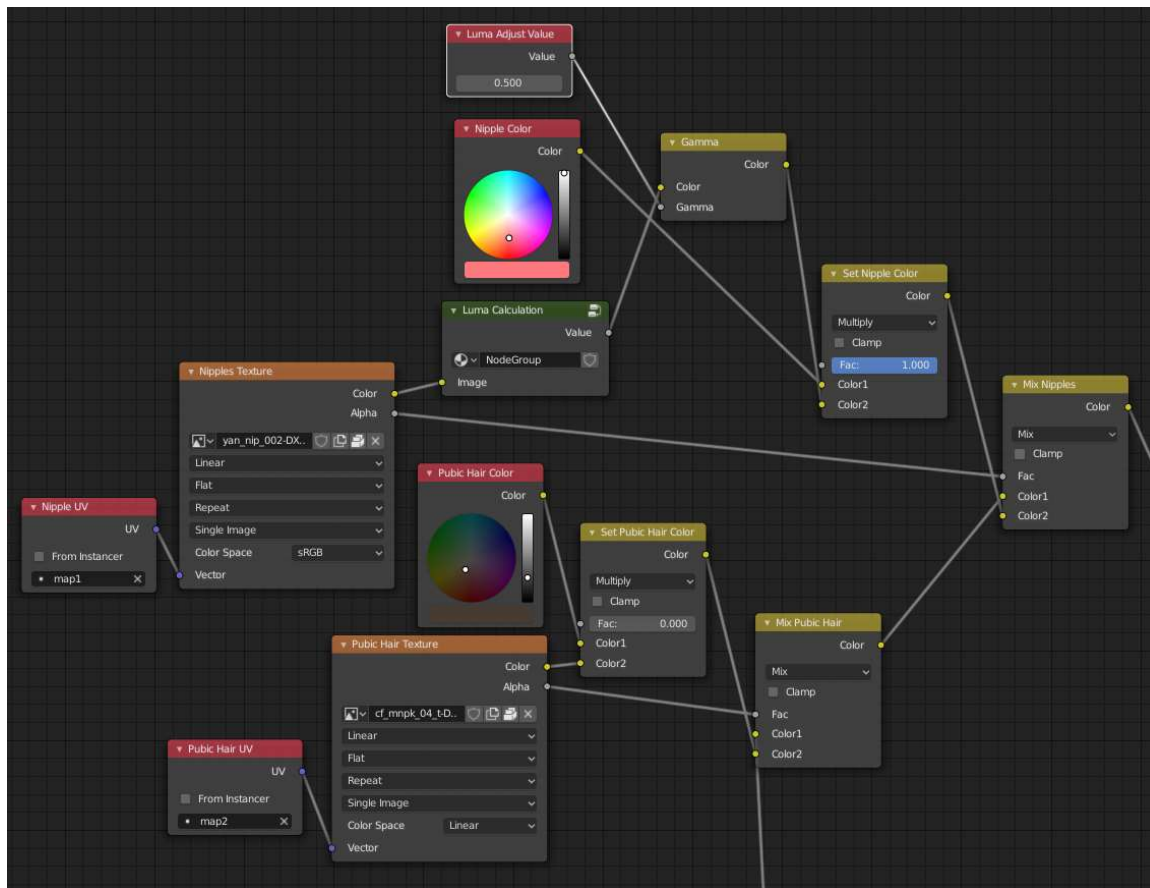 Luma Adjust Value
Value
0.500
Nipple Color
Color
Gamma
Color
Color
Gamma
Set Nipple Color
Color
Multiply
Clamp
Fac: 1.000
Color1
Color2
Luma Calculation
Value
NodeGroup
Image
Nipples Texture
Color
Alpha
yan_nip_002-DX..
Linear
Flat
Repeat
Single Image
Color Space sRGB
Vector
Mix Nipples
Color
Mix
Clamp
Fac
Color1
Color2
Nipple UV
UV
From Instancer
map1
Pubic Hair Color
Color
Set Pubic Hair Color
Color
Multiply
Clamp
Fac: 0.000
Color1
Color2
Mix Pubic Hair
Color
Mix
Clamp
Fac
Color1
Color2
Pubic Hair Texture
Color
Alpha
cf_mnpk_04_t-D..
Linear
Flat
Repeat
Single Image
Color Space Linear
Vector
Pubic Hair UV
UV
From Instancer
map2